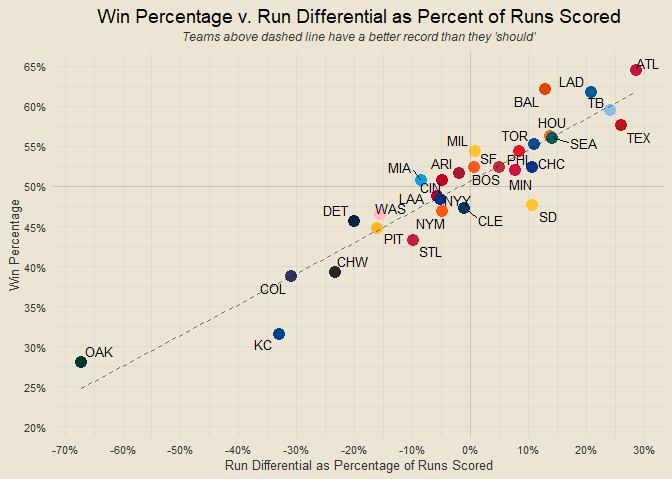 Win Percentage v. Run Differential as Percent of Runs Scored
Teams above dashed line have a better record than they 'should'
65%
60%
55%
50%
45%
40%
35%
30%
25%
20%
Win Percentage
ATL
LAD
BAL
TB
HOU
TEX
TOR
SEA
MIL
SF
PHI
CHC
ARI
MIA
BOS
MIN
CIN
LAA
NYY
SD
DET
WAS
CLE
NYM
PIT
STL
CHW
COL
KC
OAK
-70%
-60%
-50%
-40%
-30%
-20%
-10%
0%
10%
20%
30%
Run Differential as Percentage of Runs Scored